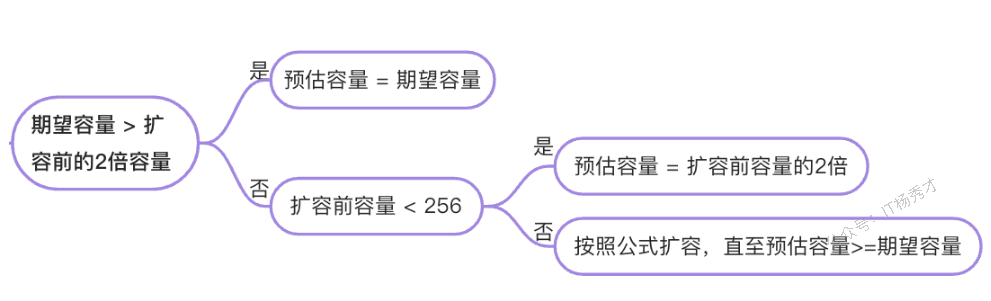 是
预估容量 = 期望容量
期望容量 > 扩
容前的2倍容量
是
预估容量 = 扩容前容量的2倍
否
扩容前容量 < 256
否
按照公式扩容，直至预估容量>=期望容量
众号：IT杨秀才